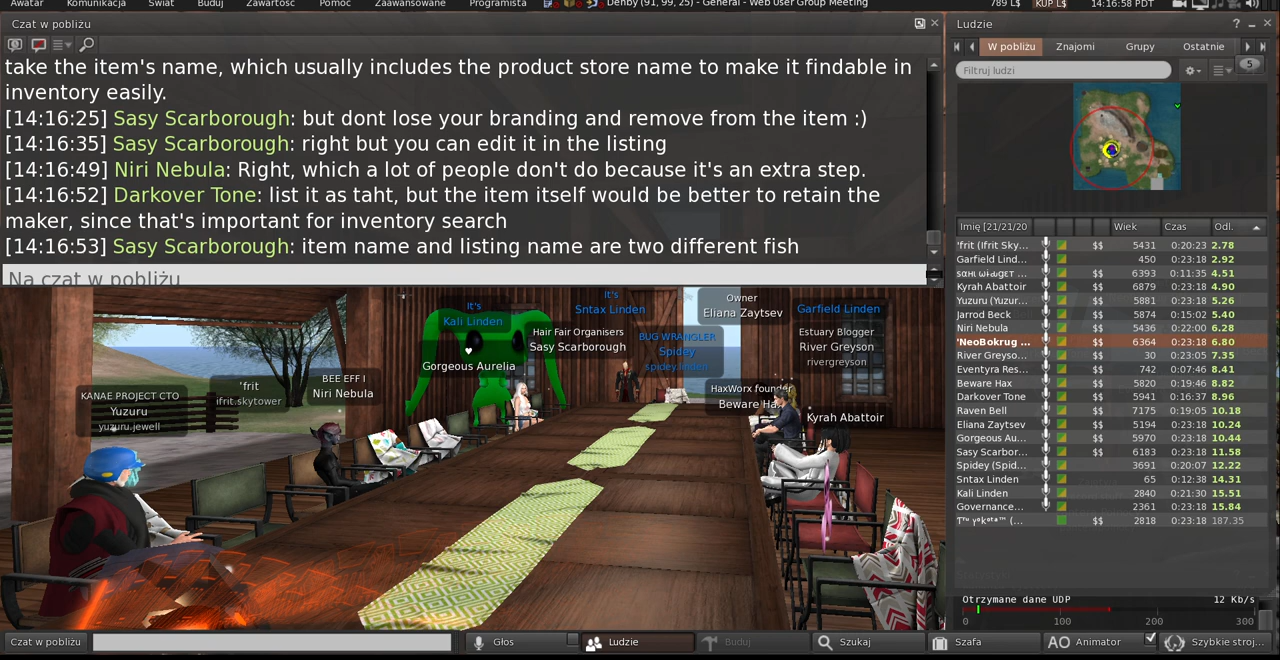 Awatar Komunikacja Świat Buduj Zawartość Pomoc Zaawansowane Programista Denby (91, 99, 25) - General - Web User Group Meeting 789 L$ KUP L$ 14:16:58 PDT
Czat w pobliżu
take the item's name, which usually includes the product store name to make it findable in
inventory easily.
[14:16:25] Sasy Scarborough: but dont lose your branding and remove from the item :)
[14:16:35] Sasy Scarborough: right but you can edit it in the listing
[14:16:49] Niri Nebula: Right, which a lot of people don't do because it's an extra step.
[14:16:52] Darkover Tone: list it as taht, but the item itself would be better to retain the
maker, since that's important for inventory search
[14:16:53] Sasy Scarborough: item name and listing name are two different fish
Na czat w pobliżu
It's
Kali Linden
Gorgeous Aurelia
It's
Sntax Linden
Hair Fair Organisers
Sasy Scarborough
BUG WRANGLER
Spidey
spidey.linden
Owner
Eliana Zaytsev
Garfield Linden
Estuary Blogger
River Greyson
rivergreyson
HaxWorx founder
Beware Hax
Kyrah Abattoir
KANAE PROJECT CTO
Yuzuru
yuzuru.jewell
'frit
ifrit.skytower
BEE EFF I
Niri Nebula
Ludzie
? _ ×
W pobliżu Znajomi Grupy Ostatnie
Filtruj ludzi
5
Imię [21/21/20 Wiek Czas Odl.
'frit (Ifrit Sky... $$ 5431 0:20:23 2.78
Garfield Lind... 450 0:23:18 2.92
$$ 6393 0:11:35 4.51
Kyrah Abattoir $$ 6879 0:23:18 4.90
Yuzuru (Yuzur... $$ 5881 0:23:18 5.26
Jarrod Beck $$ 5874 0:15:02 5.40
Niri Nebula $$ 5436 0:22:00 6.28
'NeoBokrug ... $$ 6364 0:23:18 6.80
River Greyso... 30 0:23:05 7.35
Eventyra Res... 742 0:07:46 8.41
Beware Hax $$ 5820 0:19:46 8.82
Darkover Tone $$ 5941 0:16:37 8.96
Raven Bell $$ 7175 0:19:05 10.18
Eliana Zaytsev $$ 5194 0:23:18 10.24
Gorgeous Au... $$ 5970 0:23:18 10.44
Sasy Scarbor... $$ 6183 0:23:18 11.58
Spidey (Spid... 3691 0:20:07 12.22
Sntax Linden 65 0:12:38 14.31
Kali Linden 2840 0:21:30 15.51
Governance... 2361 0:23:18 15.84
$$ 2818 0:23:18 187.35
Otrzymane dane UDP 12 Kb/s
0 100 200 300
Czat w pobliżu Głos Ludzie Buduj Szukaj Szafa AO Animator Szybkie stroj...